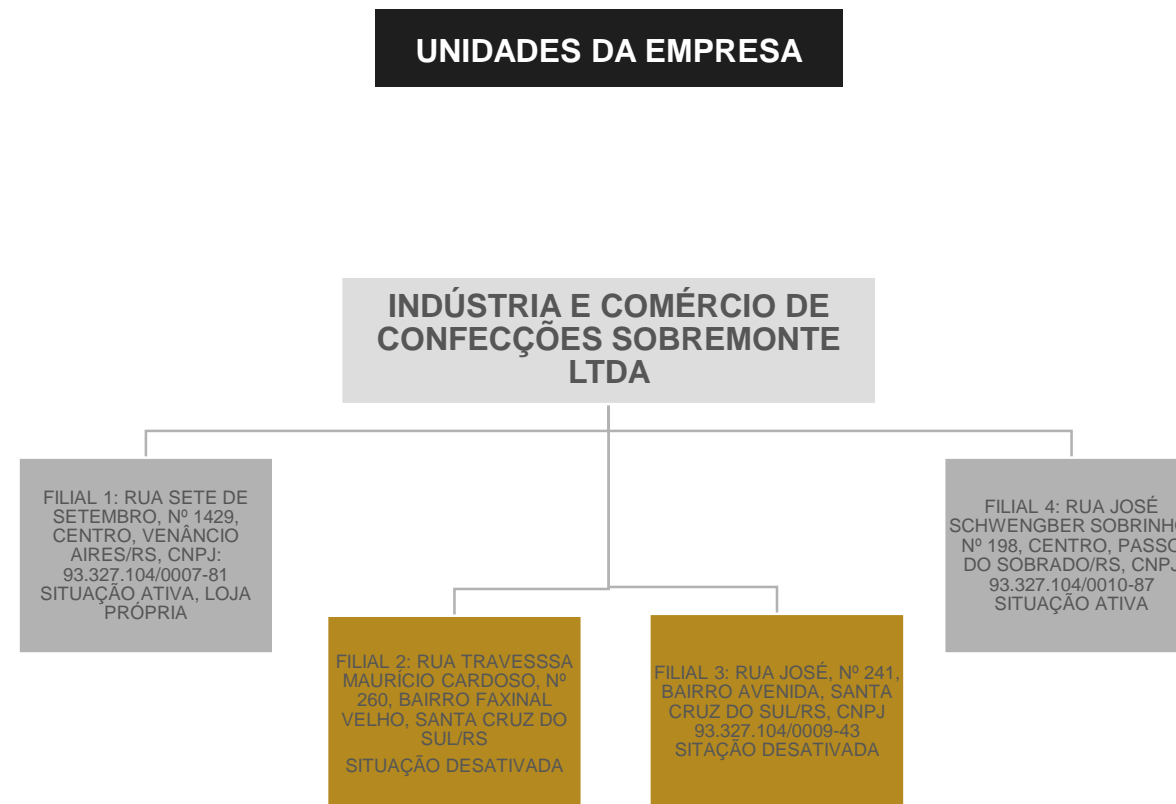 UNIDADES DA EMPRESA
INDÚSTRIA E COMÉRCIO DE
CONFECÇÕES SOBREMONTE
LTDA
FILIAL 1: RUA SETE DE
SETEMBRO, Nº 1429,
CENTRO, VENÂNCIO
AIRES/RS, CNPJ:
93.327.104/0007-81
SITUAÇÃO ATIVA, LOJA
PRÓPRIA
FILIAL 2: RUA TRAVESSSA
MAURÍCIO CARDOSO, Nº
260, BAIRRO FAXINAL
VELHO, SANTA CRUZ DO
SUL/RS
SITUAÇÃO DESATIVADA
FILIAL 3: RUA JOSÉ, Nº 241,
BAIRRO AVENIDA, SANTA
CRUZ DO SUL/RS, CNPJ
93.327.104/0009-43
SITAÇÃO DESATIVADA
FILIAL 4: RUA JOSÉ
SCHWENGBER SOBRINHO
Nº 198, CENTRO, PASSO
DO SOBRADO/RS, CNPJ
93.327.104/0010-87
SITUAÇÃO ATIVA